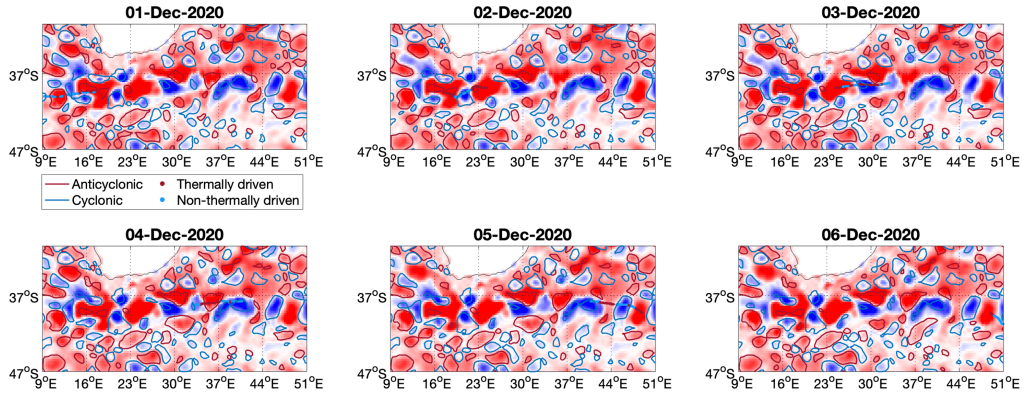 01-Dec-2020 02-Dec-2020 03-Dec-2020
37°S 37°S 37°S
47°S 47°S 47°S
9°E 16°E 23°E 30°E 37°E 44°E 51°E 9°E 16°E 23°E 30°E 37°E 44°E 51°E 9°E 16°E 23°E 30°E 37°E 44°E 51°E
Anticyclonic Thermally driven
Cyclonic Non-thermally driven
04-Dec-2020 05-Dec-2020 06-Dec-2020
37°S 37°S 37°S
47°S 47°S 47°S
9°E 16°E 23°E 30°E 37°E 44°E 51°E 9°E 16°E 23°E 30°E 37°E 44°E 51°E 9°E 16°E 23°E 30°E 37°E 44°E 51°E